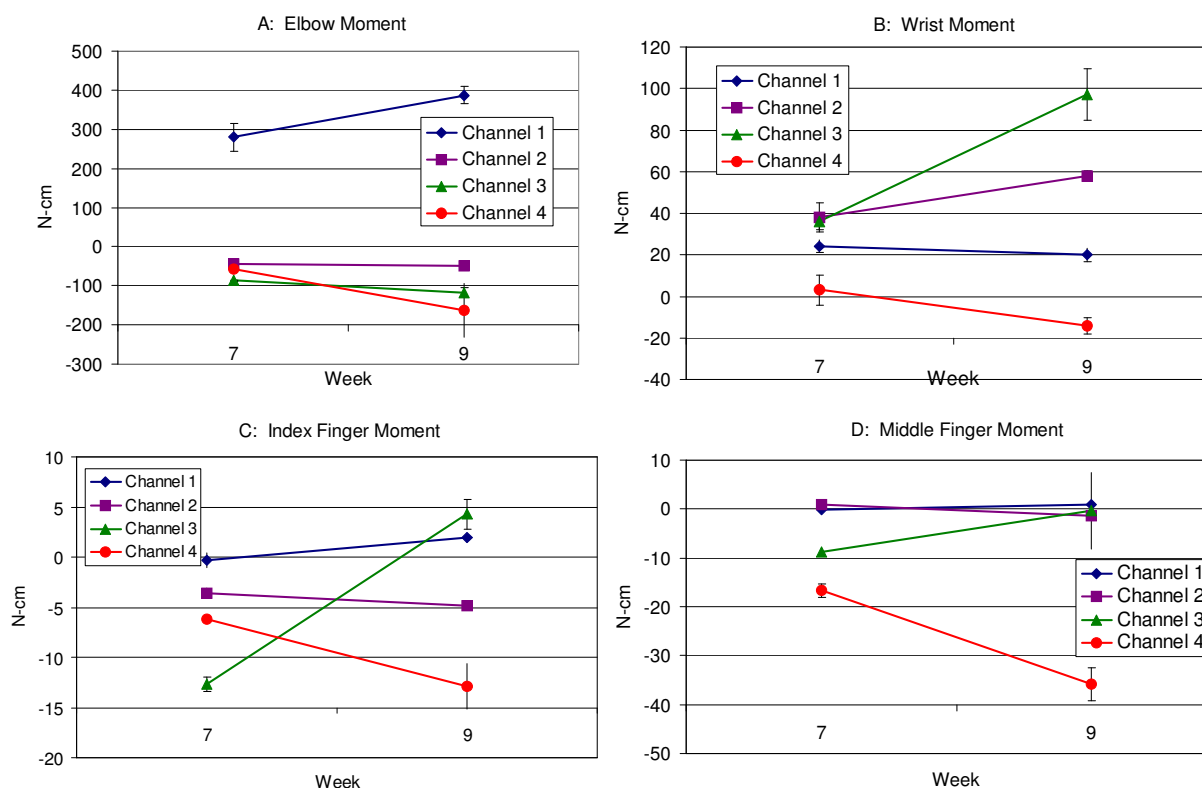 A: Elbow Moment
500
400
300
200
100
0
-100
-200
-300
N-cm
7
9
Week
Channel 1
Channel 2
Channel 3
Channel 4
B: Wrist Moment
120
100
80
60
40
20
0
-20
-40
N-cm
7
9
Week
Channel 1
Channel 2
Channel 3
Channel 4
C: Index Finger Moment
10
5
0
-5
-10
-15
-20
N-cm
7
9
Week
Channel 1
Channel 2
Channel 3
Channel 4
D: Middle Finger Moment
10
0
-10
-20
-30
-40
-50
N-cm
7
9
Week
Channel 1
Channel 2
Channel 3
Channel 4